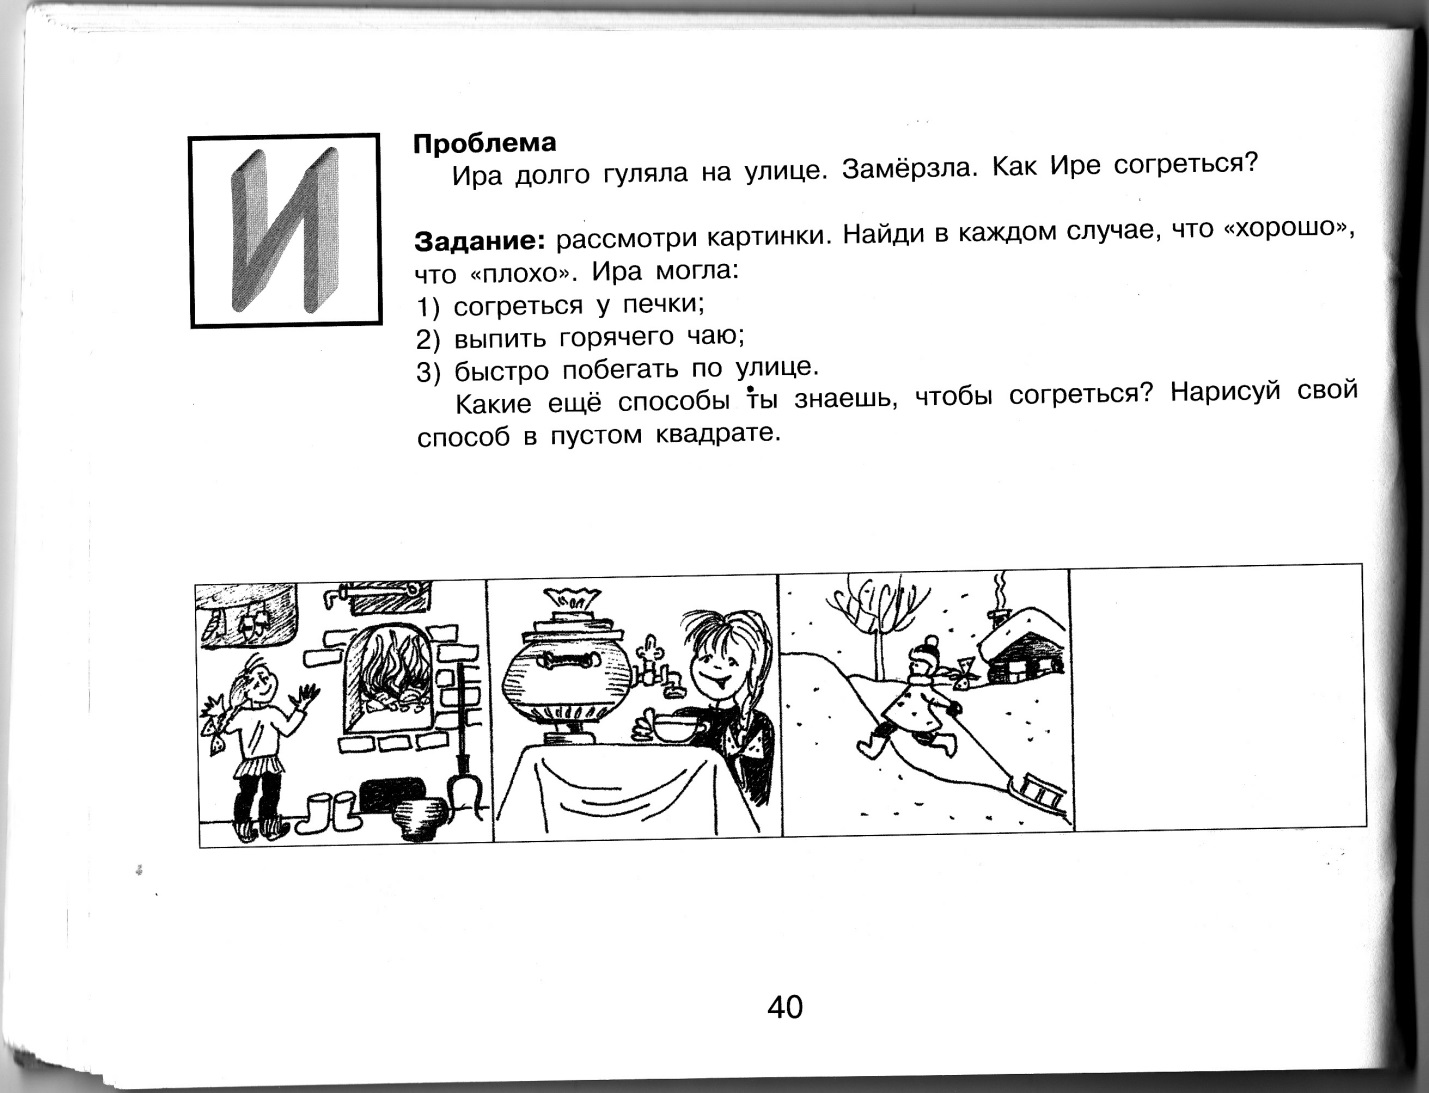 И
Проблема
Ира долго гуляла на улице. Замёрзла. Как Ире согреться?
Задание: рассмотри картинки. Найди в каждом случае, что «хорошо»,
что «плохо». Ира могла:
1) согреться у печки;
2) выпить горячего чаю;
3) быстро побегать по улице.
Какие ещё способы ты знаешь, чтобы согреться? Нарисуй свой
способ в пустом квадрате.
40